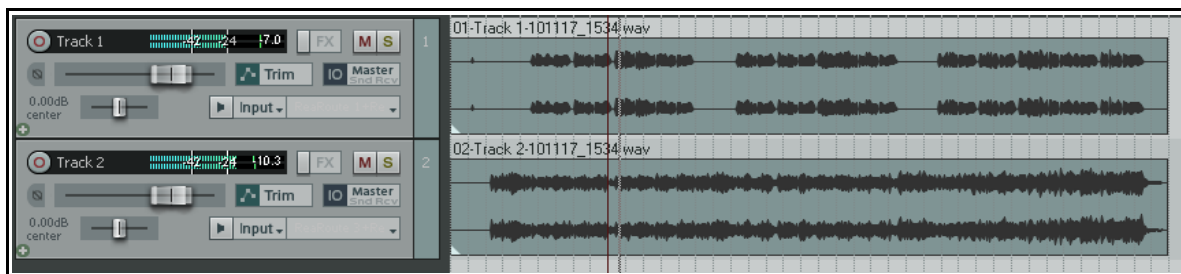 01-Track 1-101117_1534.wav
Track 1 -42 -24 -7.0 FX M S 1
Trim IO Master
Snd Rcv
0.00dB
center
Input
02-Track 2-101117_1534.wav
Track 2 -42 -24 -10.3 FX M S 2
Trim IO Master
Snd Rcv
0.00dB
center
Input